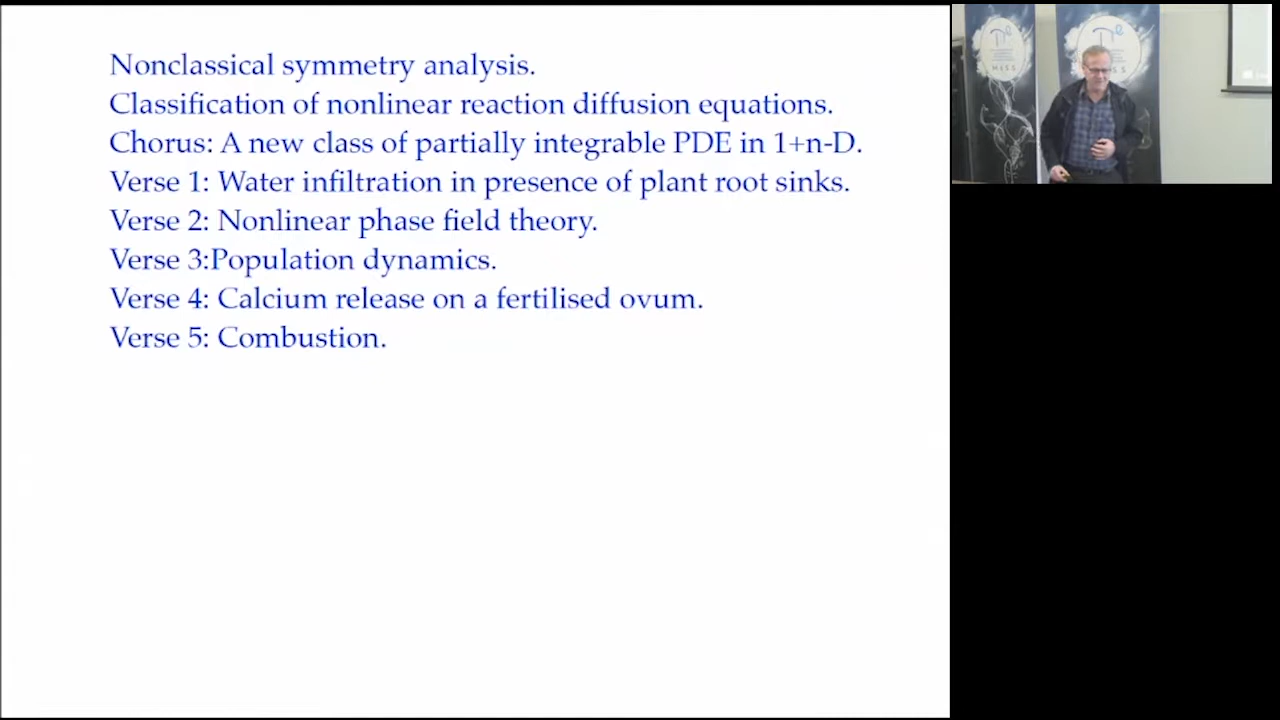 Nonclassical symmetry analysis.
Classification of nonlinear reaction diffusion equations.
Chorus: A new class of partially integrable PDE in 1+n-D.
Verse 1: Water infiltration in presence of plant root sinks.
Verse 2: Nonlinear phase field theory.
Verse 3:Population dynamics.
Verse 4: Calcium release on a fertilised ovum.
Verse 5: Combustion.